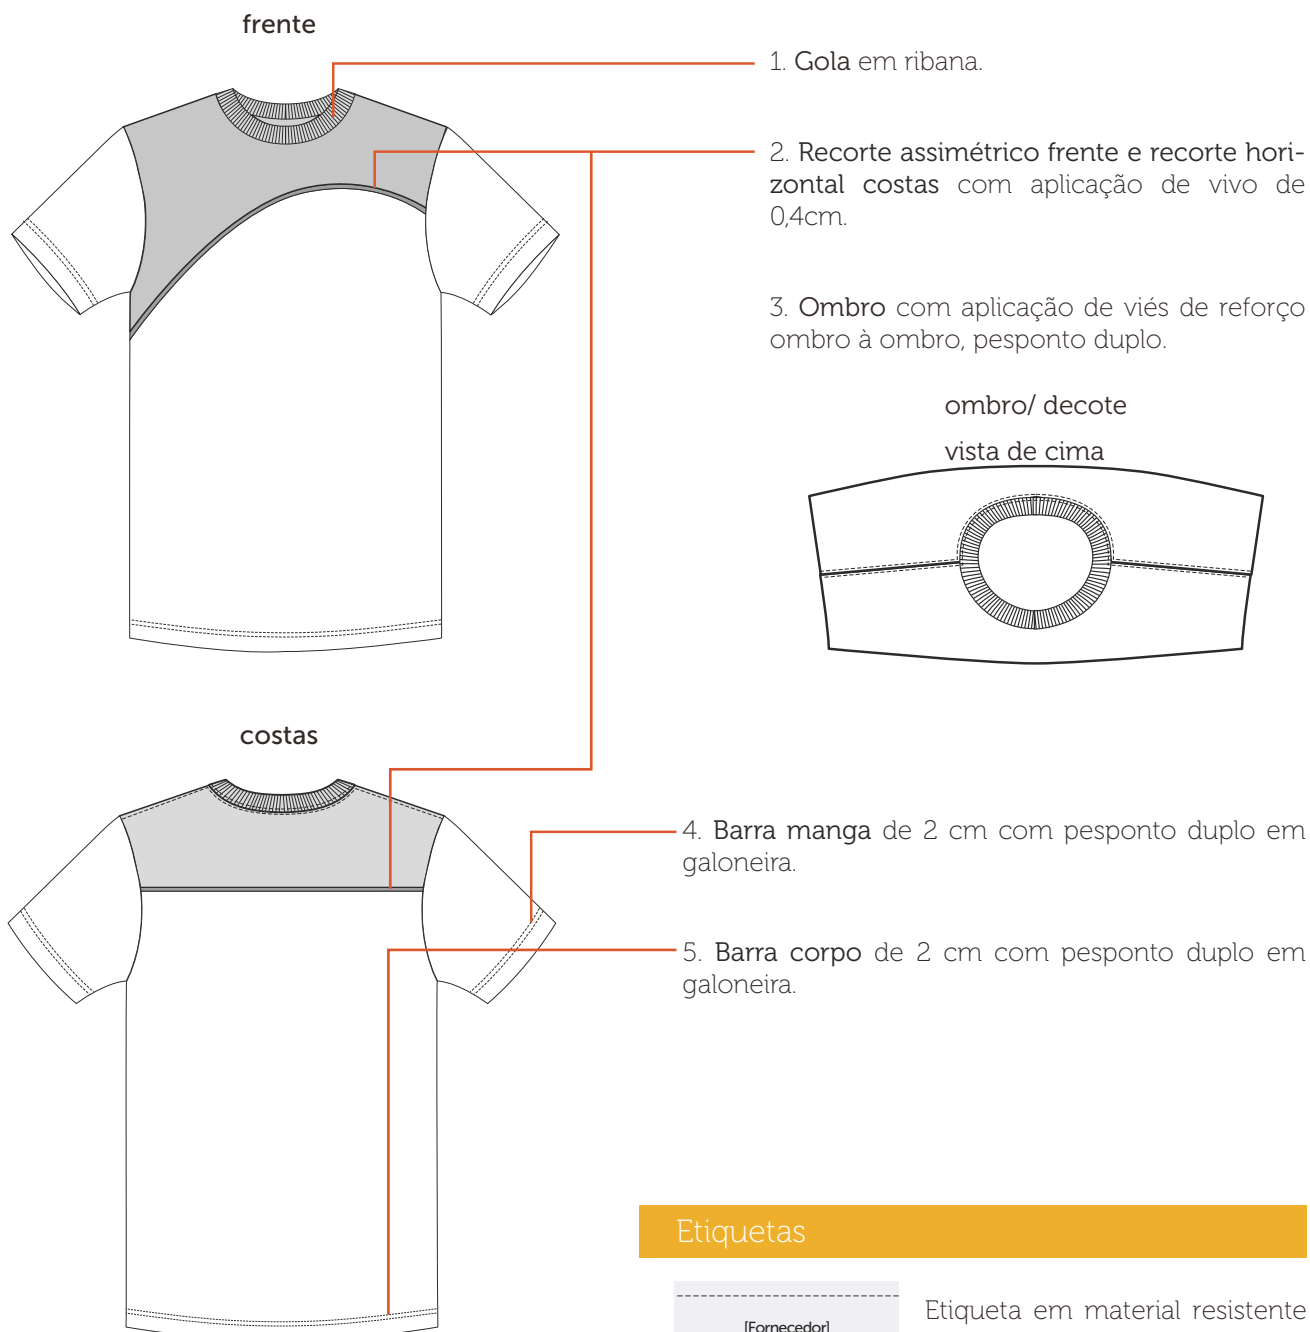 frente
1. Gola em ribana.
2. Recorte assimétrico frente e recorte hori-
zontal costas com aplicação de vivo de
0,4cm.
3. Ombro com aplicação de viés de reforço
ombro à ombro, pesponto duplo.
ombro/ decote
vista de cima
costas
4. Barra manga de 2 cm com pesponto duplo em
galoneira.
5. Barra corpo de 2 cm com pesponto duplo em
galoneira.
Etiquetas
[Fornecedor]
Etiqueta em material resistente